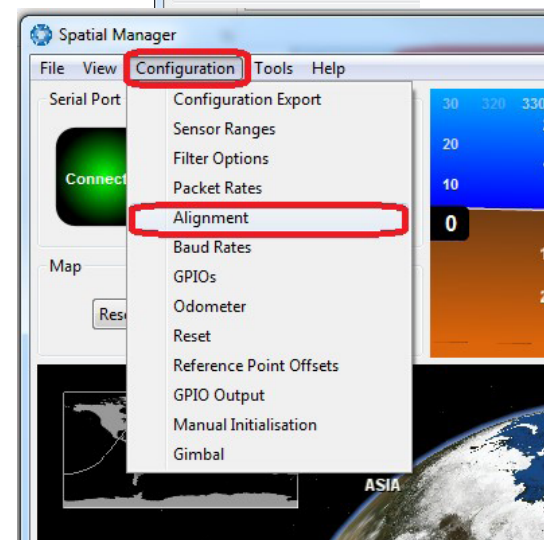 Spatial Manager
File View Configuration Tools Help
Serial Port
Connect
Configuration Export
Sensor Ranges
Filter Options
Packet Rates
Alignment
Baud Rates
GPIOs
Odometer
Reset
Reference Point Offsets
GPIO Output
Manual Initialisation
Gimbal
30 320 330
20
10
0
Map
Rese
ASIA